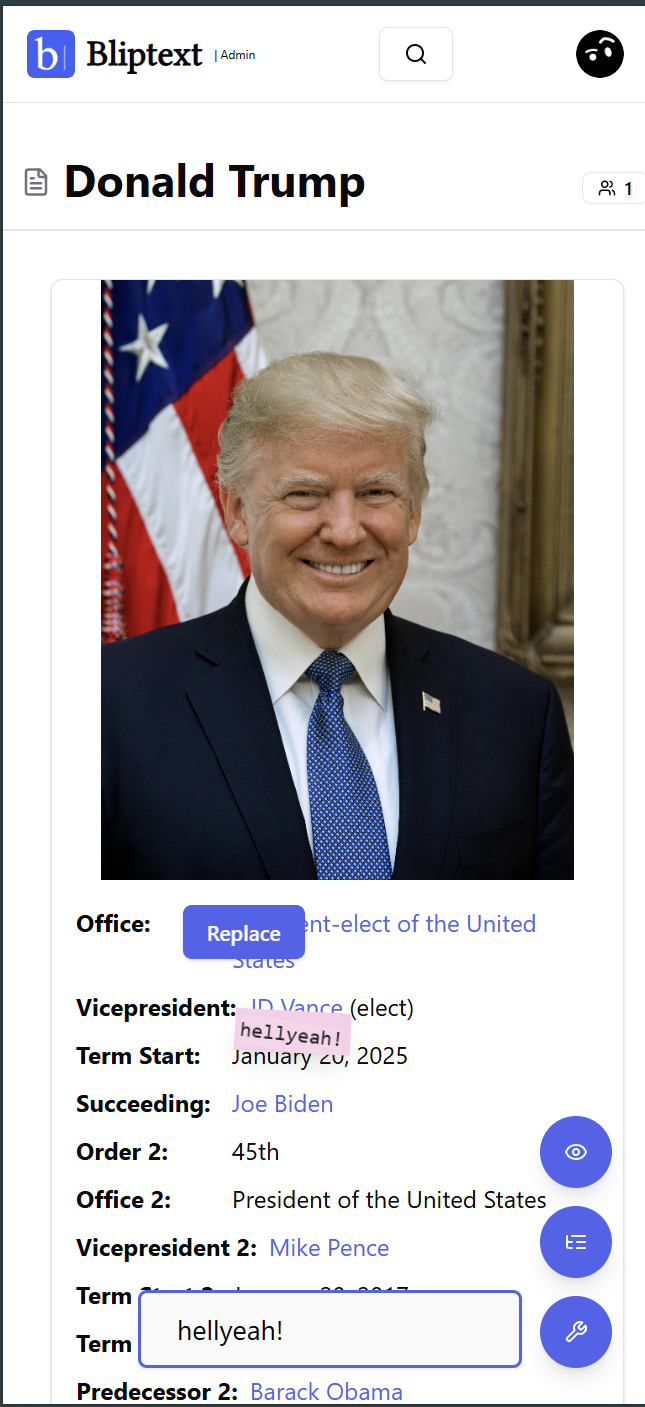 b
Bliptext | Admin
Donald Trump
1
Office: ent-elect of the United
States
Replace
Vicepresident: JD Vance (elect)
hellyeah!
Term Start: January 20, 2025
Succeeding: Joe Biden
Order 2: 45th
Office 2: President of the United States
Vicepresident 2: Mike Pence
Term
hellyeah!
Term
Predecessor 2: Barack Obama